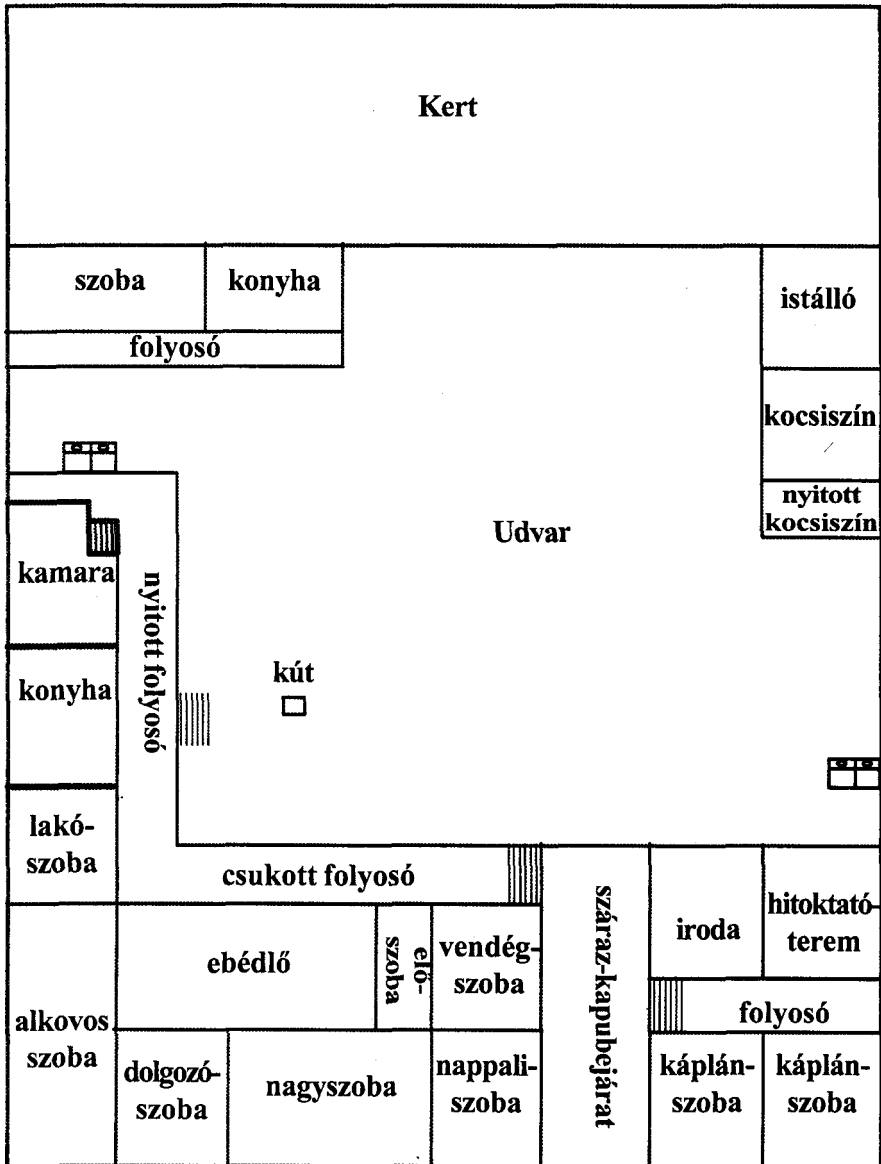 Kert
szoba
konyha
folyosó
istálló
kocsiszín
nyitott
kocsiszín
Udvar
kamara
nyitott folyosó
konyha
kút
lakó-
szoba
csukott folyosó
ebédlő
elő-
szoba
vendég-
szoba
száraz-kapubejárat
iroda
hitoktató-
terem
folyosó
alkovos
szoba
dolgozó-
szoba
nagyszoba
nappali-
szoba
káplán-
szoba
káplán-
szoba